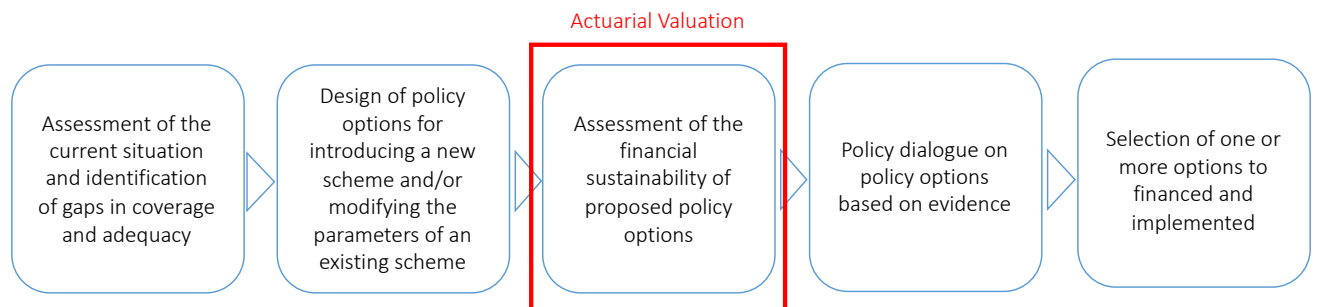 Actuarial Valuation
Assessment of the
current situation
and identification
of gaps in coverage
and adequacy
Design of policy
options for
introducing a new
scheme and/or
modifying the
parameters of an
existing scheme
Assessment of the
financial
sustainability of
proposed policy
options
Policy dialogue on
policy options
based on evidence
Selection of one or
more options to
financed and
implemented